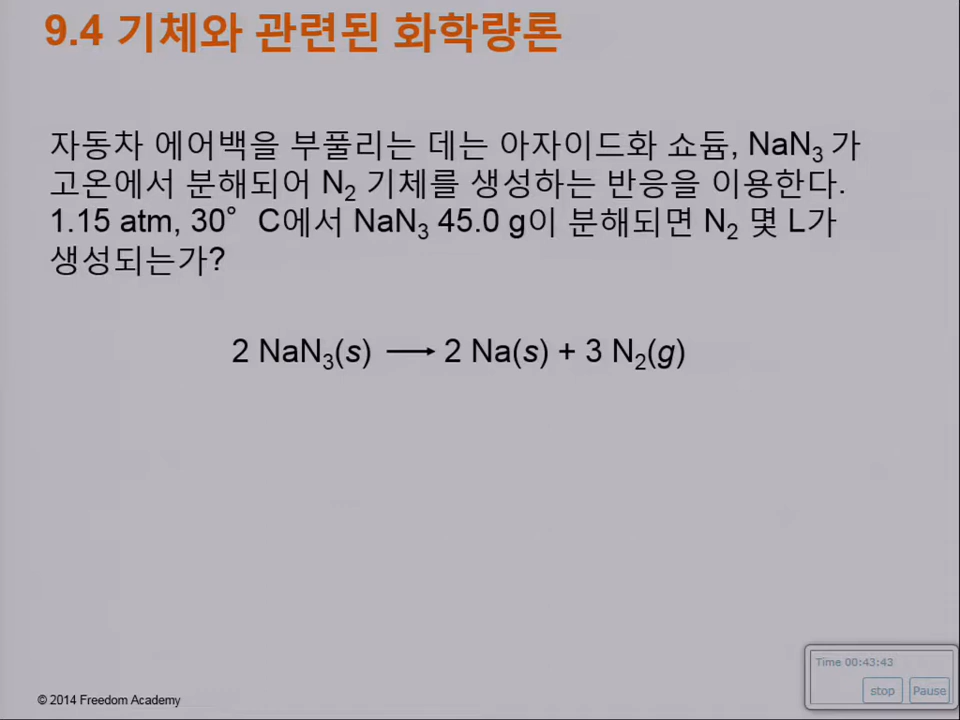 9.4 기체와 관련된 화학량론
자동차 에어백을 부풀리는 데는 아자이드화 쇼듐, NaN₃가
고온에서 분해되어 N₂ 기체를 생성하는 반응을 이용한다.
1.15 atm, 30° C에서 NaN₃ 45.0 g이 분해되면 N₂ 몇 L가
생성되는가?
2 NaN₃(s) ⟶ 2 Na(s) + 3 N₂(g)
Time 00:43:43
stop Pause
© 2014 Freedom Academy